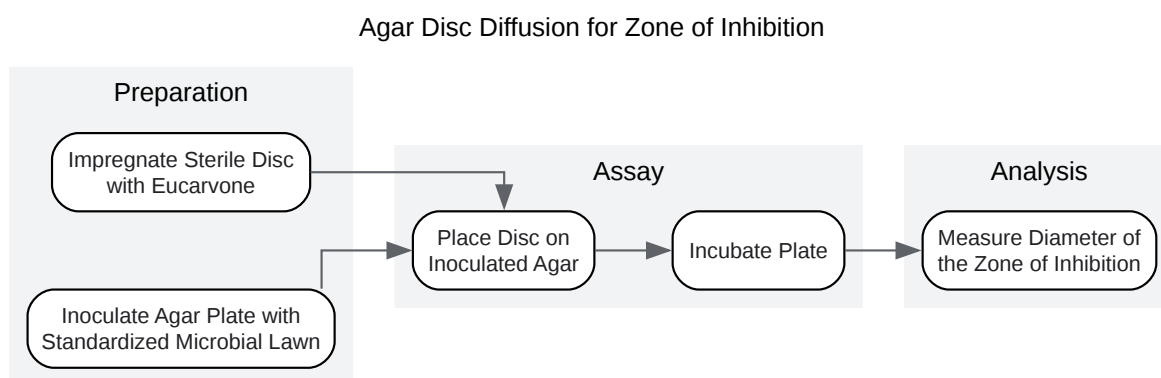 Agar Disc Diffusion for Zone of Inhibition
Preparation
Impregnate Sterile Disc
with Eucarvone
Inoculate Agar Plate with
Standardized Microbial Lawn
Assay
Place Disc on
Inoculated Agar
Incubate Plate
Analysis
Measure Diameter of
the Zone of Inhibition